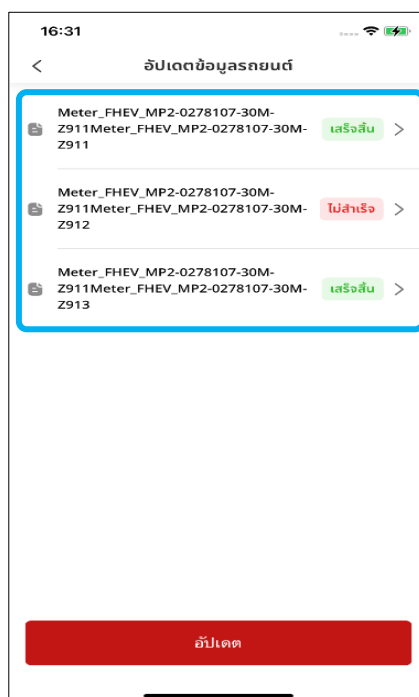 16:31
อัปเดตข้อมูลรถยนต์
Meter_FHEV_MP2-0278107-30M-
Z911Meter_FHEV_MP2-0278107-30M-
Z911
เสร็จสิ้น
Meter_FHEV_MP2-0278107-30M-
Z911Meter_FHEV_MP2-0278107-30M-
Z912
ไม่สำเร็จ
Meter_FHEV_MP2-0278107-30M-
Z911Meter_FHEV_MP2-0278107-30M-
Z913
เสร็จสิ้น
อัปเดต